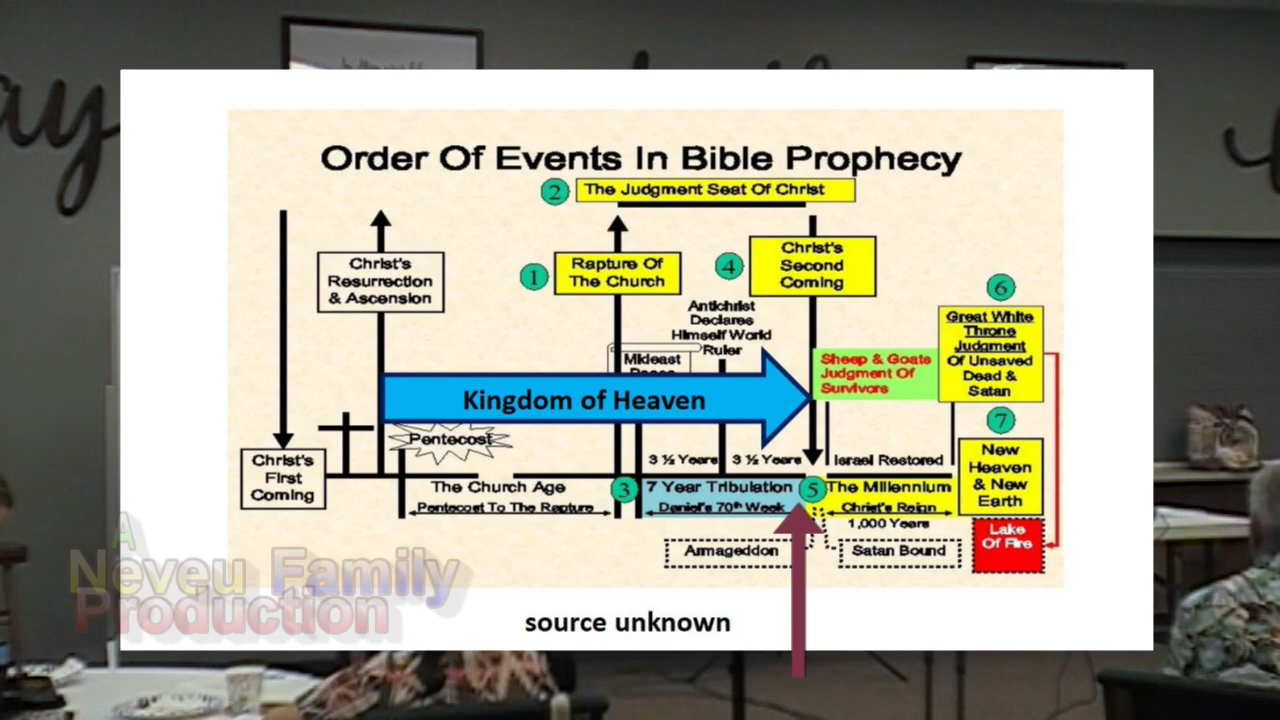 Order Of Events In Bible Prophecy
2 The Judgment Seat Of Christ
Christ's
Resurrection
& Ascension
1
Rapture Of
The Church
4
Christ's
Second
Coming
Antichrist
Declares
Himself World
Ruler
Mideast
6
Great White
Throne
Judgment
Of Unsaved
Dead &
Satan
Sheep & Goats
Judgment Of
Survivors
Kingdom of Heaven
7
Pentecost
Christ's
First
Coming
3 ½ Years
3 ½ Years
Israel Restored
New
Heaven
& New
Earth
The Church Age
3
7 Year Tribulation
5
The Millennium
Pentecost To The Rapture
Daniel's 70th Week
Christ's Reign
1,000 Years
Armageddon
Satan Bound
Lake
Of Fire
A
Neveu Family
Production
source unknown